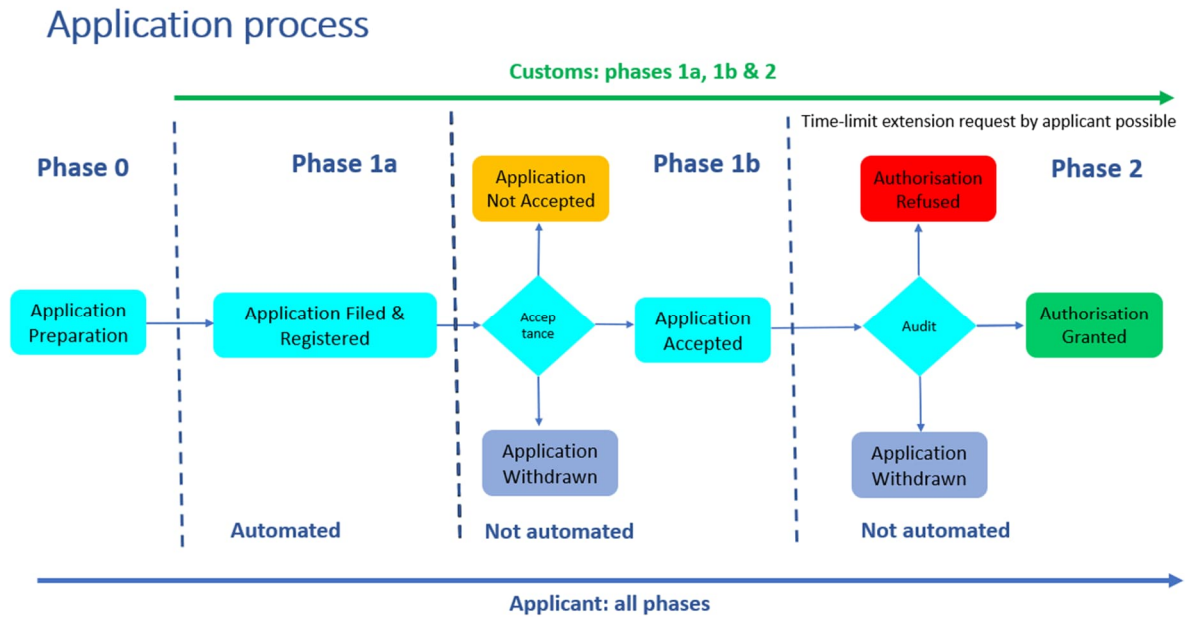 Application process
Customs: phases 1a, 1b & 2
Time-limit extension request by applicant possible
Phase 0
Phase 1a
Application
Not Accepted
Phase 1b
Authorisation
Refused
Phase 2
Application
Preparation
Application Filed &
Registered
Accep
tance
Application
Accepted
Audit
Authorisation
Granted
Application
Withdrawn
Application
Withdrawn
Automated
Not automated
Not automated
Applicant: all phases